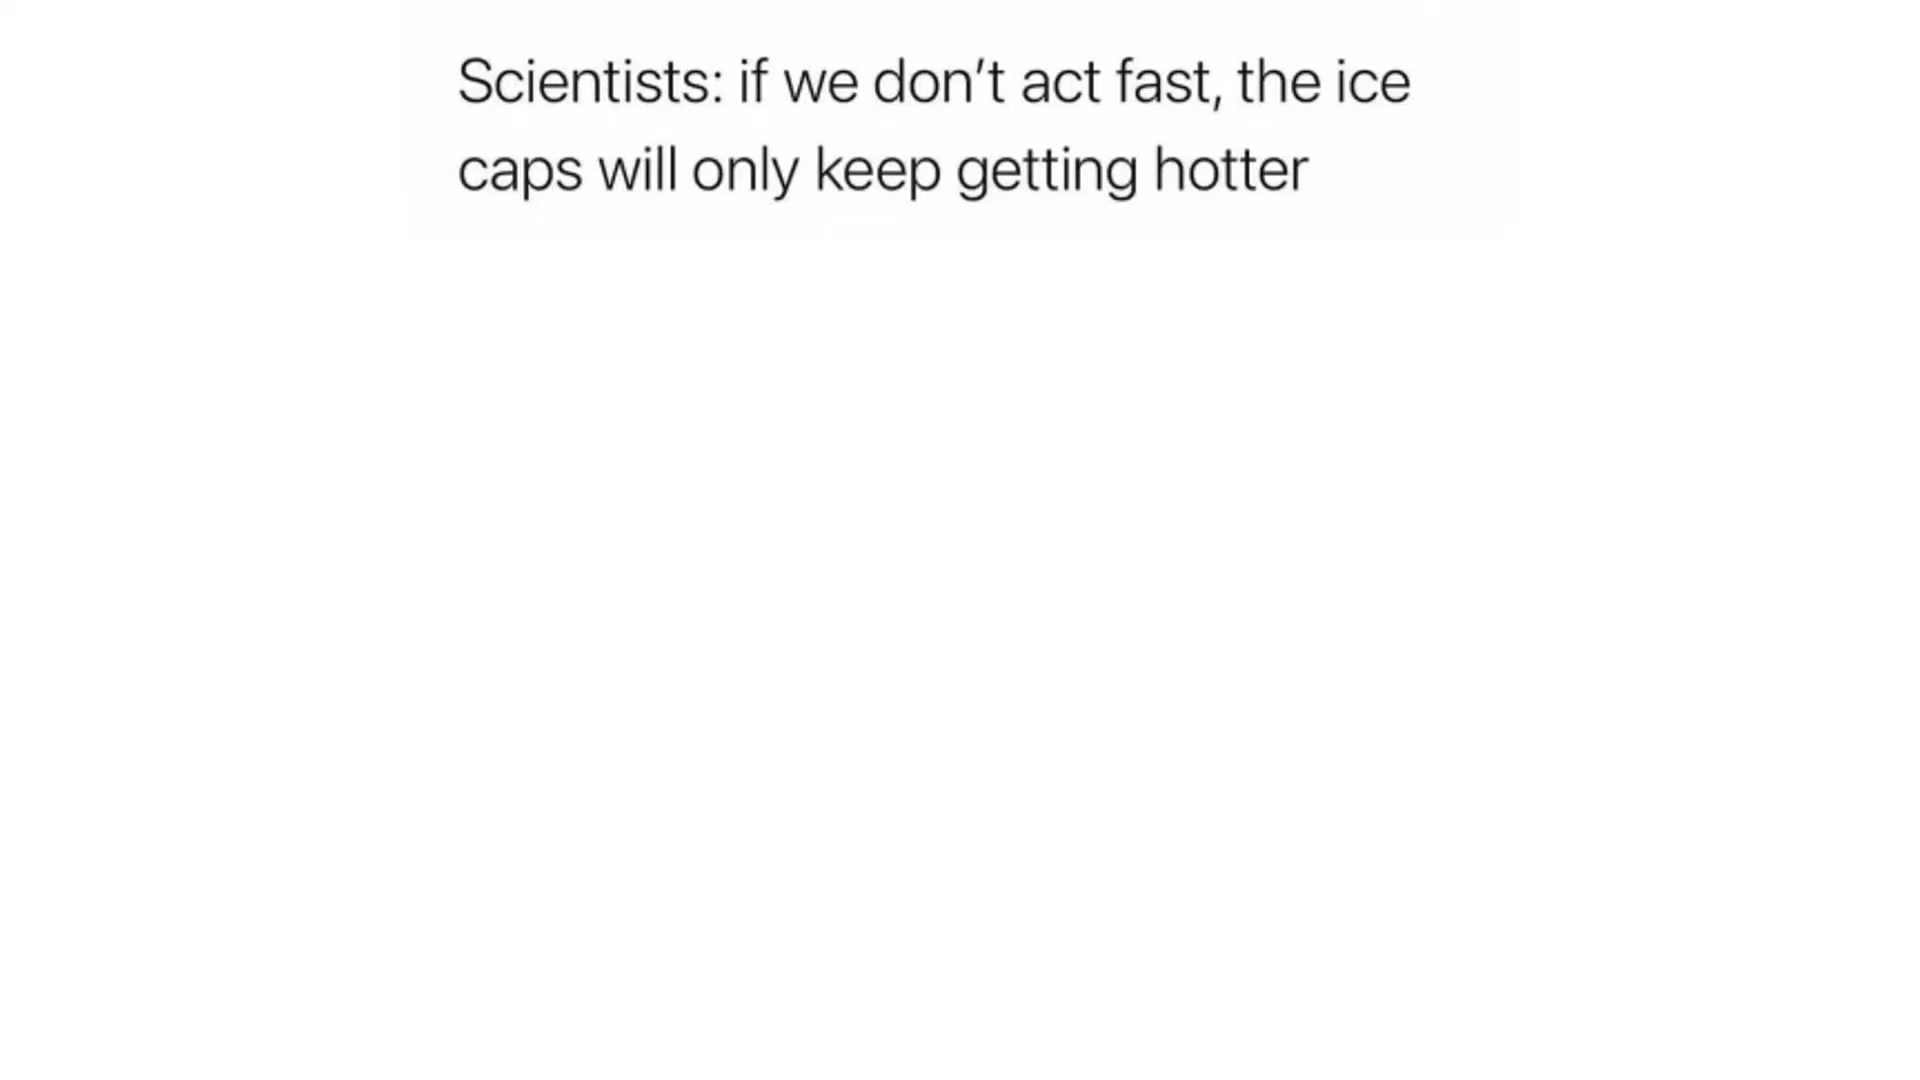 Scientists: if we don’t act fast, the ice
caps will only keep getting hotter